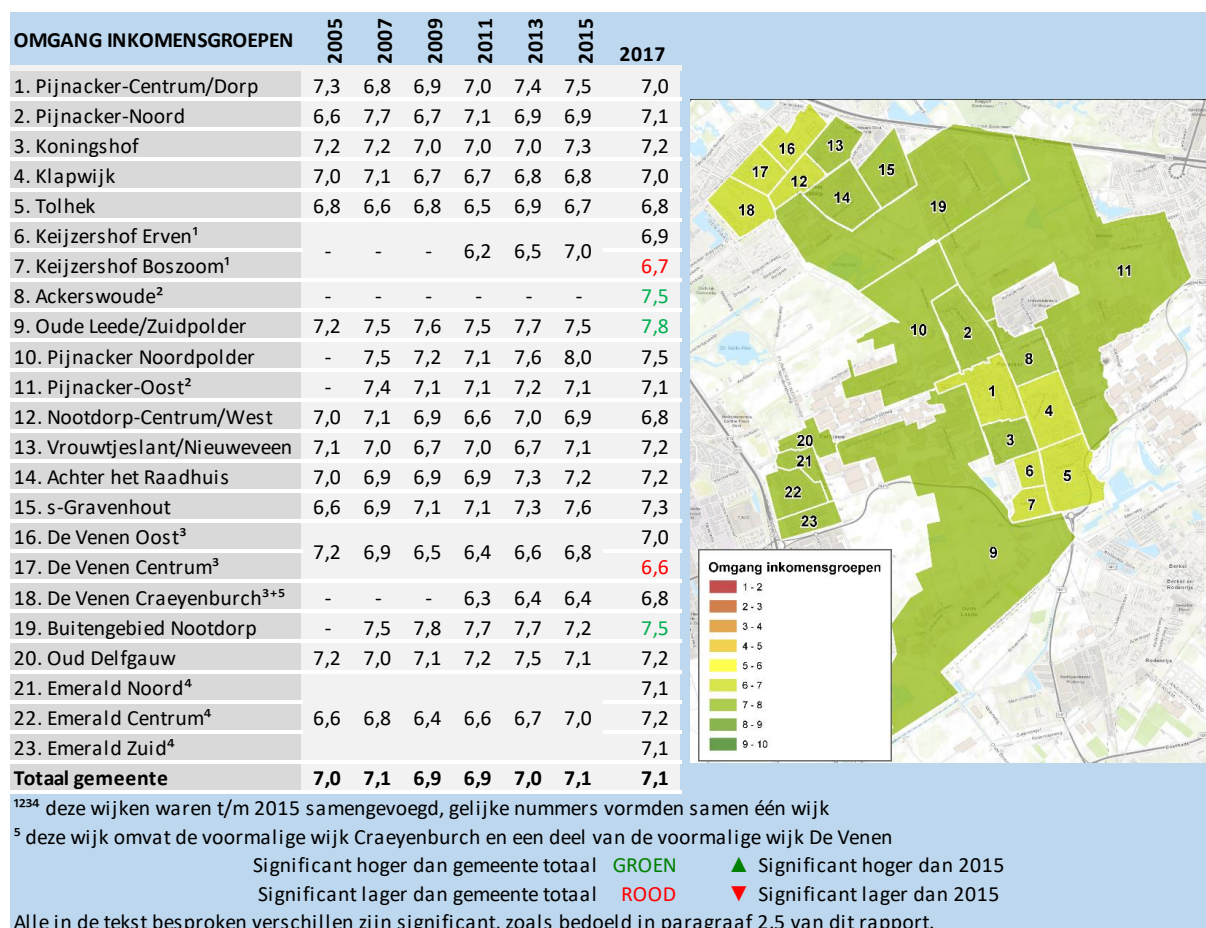 OMGANG INKOMENSGROEPEN 2005 2007 2009 2011 2013 2015 2017
1. Pijnacker-Centrum/Dorp 7,3 6,8 6,9 7,0 7,4 7,5 7,0
2. Pijnacker-Noord 6,6 7,7 6,7 7,1 6,9 6,9 7,1
3. Koningshof 7,2 7,2 7,0 7,0 7,0 7,3 7,2
4. Klapwijk 7,0 7,1 6,7 6,7 6,8 6,8 7,0
5. Tolhek 6,8 6,6 6,8 6,5 6,9 6,7 6,8
6. Keijzershof Erven¹ 6,9
- - - 6,2 6,5 7,0
7. Keijzershof Boszoom¹ 6,7
8. Ackerswoude² - - - - - - 7,5
9. Oude Leede/Zuidpolder 7,2 7,5 7,6 7,5 7,7 7,5 7,8
10. Pijnacker Noordpolder - 7,5 7,2 7,1 7,6 8,0 7,5
11. Pijnacker-Oost² - 7,4 7,1 7,1 7,2 7,1 7,1
12. Nootdorp-Centrum/West 7,0 7,1 6,9 6,6 7,0 6,9 6,8
13. Vrouwtjeslant/Nieuweveen 7,1 7,0 6,7 7,0 6,7 7,1 7,2
14. Achter het Raadhuis 7,0 6,9 6,9 6,9 7,3 7,2 7,2
15. s-Gravenhout 6,6 6,9 7,1 7,1 7,3 7,6 7,3
16. De Venen Oost³ 7,0
7,2 6,9 6,5 6,4 6,6 6,8
17. De Venen Centrum³ 6,6
18. De Venen Craeyenburch³⁺⁵ - - - 6,3 6,4 6,4 6,8
19. Buitengebied Nootdorp - 7,5 7,8 7,7 7,7 7,2 7,5
20. Oud Delfgauw 7,2 7,0 7,1 7,2 7,5 7,1 7,2
21. Emerald Noord⁴ 7,1
22. Emerald Centrum⁴ 6,6 6,8 6,4 6,6 6,7 7,0 7,2
23. Emerald Zuid⁴ 7,1
Totaal gemeente 7,0 7,1 6,9 6,9 7,0 7,1 7,1
¹²³⁴ deze wijken waren t/m 2015 samengevoegd, gelijke nummers vormden samen één wijk
⁵ deze wijk omvat de voormalige wijk Craeyenburch en een deel van de voormalige wijk De Venen
Significant hoger dan gemeente totaal GROEN ▲ Significant hoger dan 2015
Significant lager dan gemeente totaal ROOD ▼ Significant lager dan 2015
Alle in de tekst besproken verschillen zijn significant, zoals bedoeld in paragraaf 2.5 van dit rapport.
16
13
17
12
15
14
18
19
11
10
2
8
1
4
3
20
21
6
5
22
7
23
9
Omgang inkomensgroepen
1 - 2
2 - 3
3 - 4
4 - 5
5 - 6
6 - 7
7 - 8
8 - 9
9 - 10